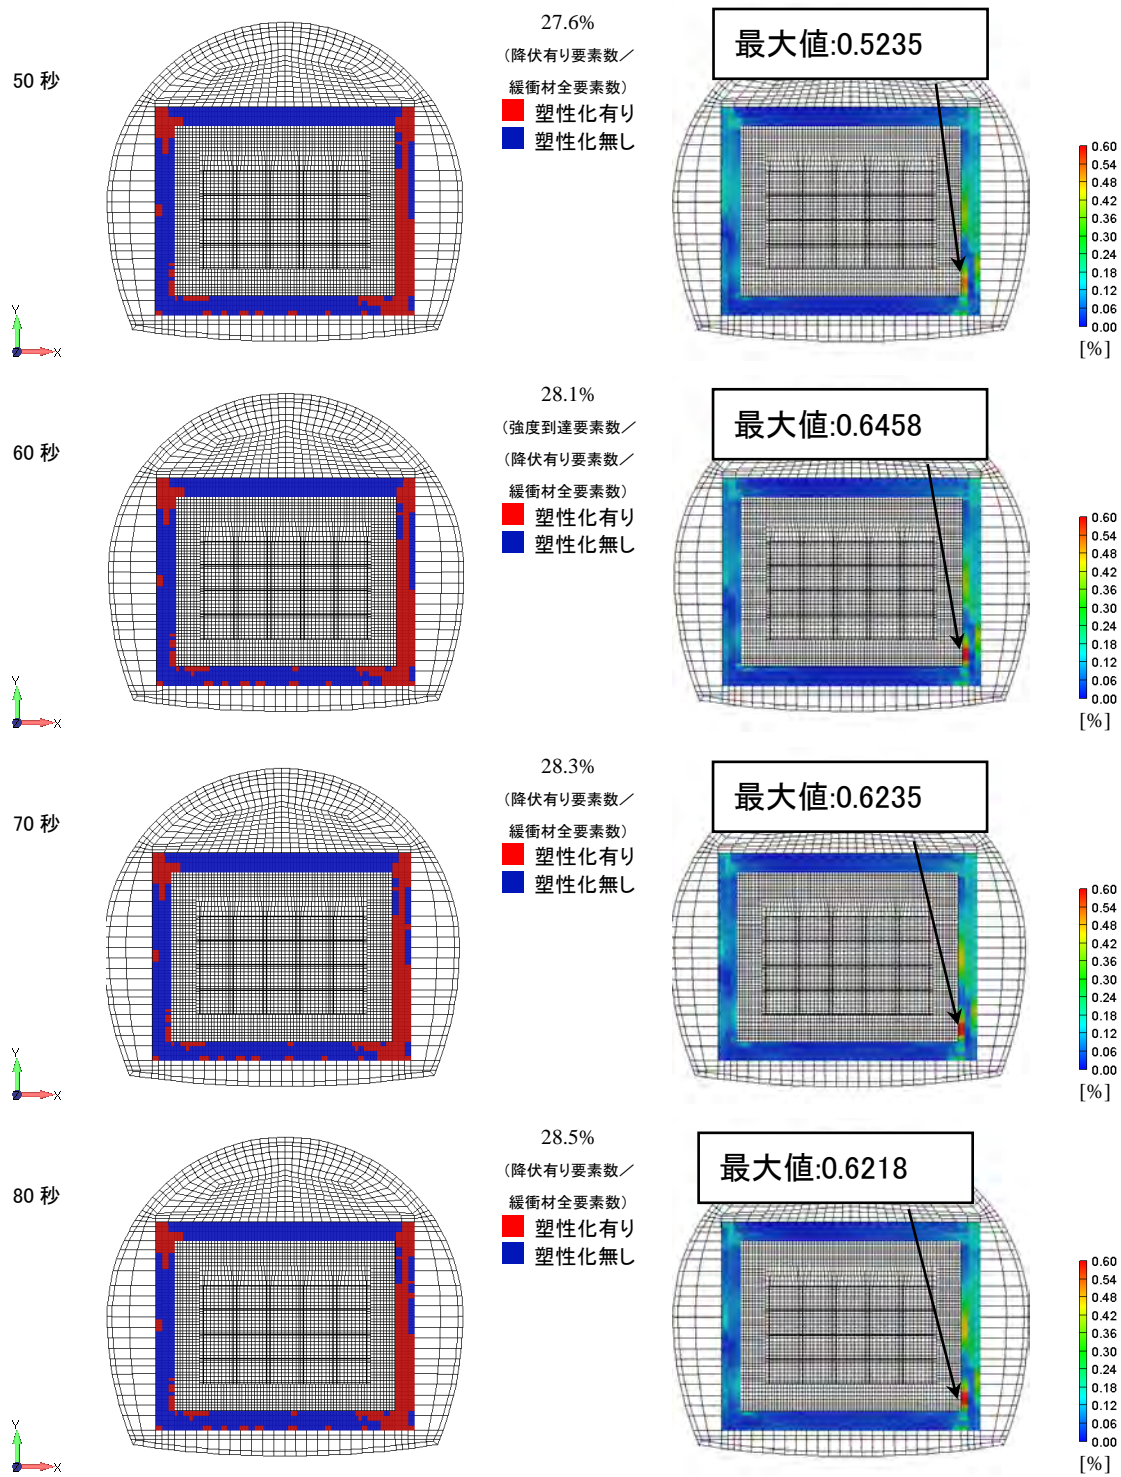 50 秒
27.6%
（降伏有り要素数／
緩衝材全要素数）
塑性化有り
塑性化無し
最大値:0.5235
0.60
0.54
0.48
0.42
0.36
0.30
0.24
0.18
0.12
0.06
0.00
[%]
Y
X
60 秒
28.1%
（強度到達要素数／
（降伏有り要素数／
緩衝材全要素数）
塑性化有り
塑性化無し
最大値:0.6458
0.60
0.54
0.48
0.42
0.36
0.30
0.24
0.18
0.12
0.06
0.00
[%]
Y
X
70 秒
28.3%
（降伏有り要素数／
緩衝材全要素数）
塑性化有り
塑性化無し
最大値:0.6235
0.60
0.54
0.48
0.42
0.36
0.30
0.24
0.18
0.12
0.06
0.00
[%]
Y
X
80 秒
28.5%
（降伏有り要素数／
緩衝材全要素数）
塑性化有り
塑性化無し
最大値:0.6218
0.60
0.54
0.48
0.42
0.36
0.30
0.24
0.18
0.12
0.06
0.00
[%]
Y
X